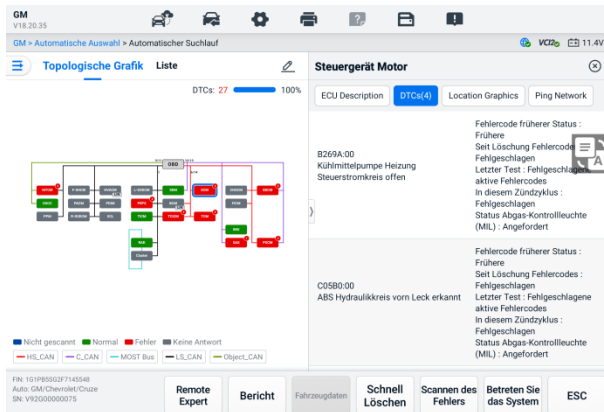 GM
V18.20.35
GM > Automatische Auswahl > Automatischer Suchlauf
VCI
11.4V
Topologische Grafik
Liste
DTCs: 27
100%
OBD
Nicht gescannt
Normal
Fehler
Keine Antwort
HS_CAN
C_CAN
MOST Bus
LS_CAN
Object_CAN
Steuergerät Motor
ECU Description
DTCs(4)
Location Graphics
Ping Network
B269A:00
Kühlmittelpumpe Heizung
Steuerstromkreis offen
Fehlercode früherer Status :
Frühere
Seit Löschung Fehlercodes :
Fehlgeschlagen
Letzter Test : Fehlgeschlagene
aktive Fehlercodes
In diesem Zündzyklus :
Fehlgeschlagen
Status Abgas-Kontrollleuchte
(MIL) : Angefordert
C05B0:00
ABS Hydraulikkreis vorn Leck erkannt
Fehlercode früherer Status :
Frühere
Seit Löschung Fehlercodes :
Fehlgeschlagen
Letzter Test : Fehlgeschlagene
aktive Fehlercodes
In diesem Zündzyklus :
Fehlgeschlagen
Status Abgas-Kontrollleuchte
(MIL) : Angefordert
FIN: 1G1PB5SG2F7145548
Auto: GM/Chevrolet/Cruze
SN: V92G00000075
Remote
Expert
Bericht
Fahrzeugdaten
Schnell
Löschen
Scannen des
Fehlers
Betreten Sie
das System
ESC